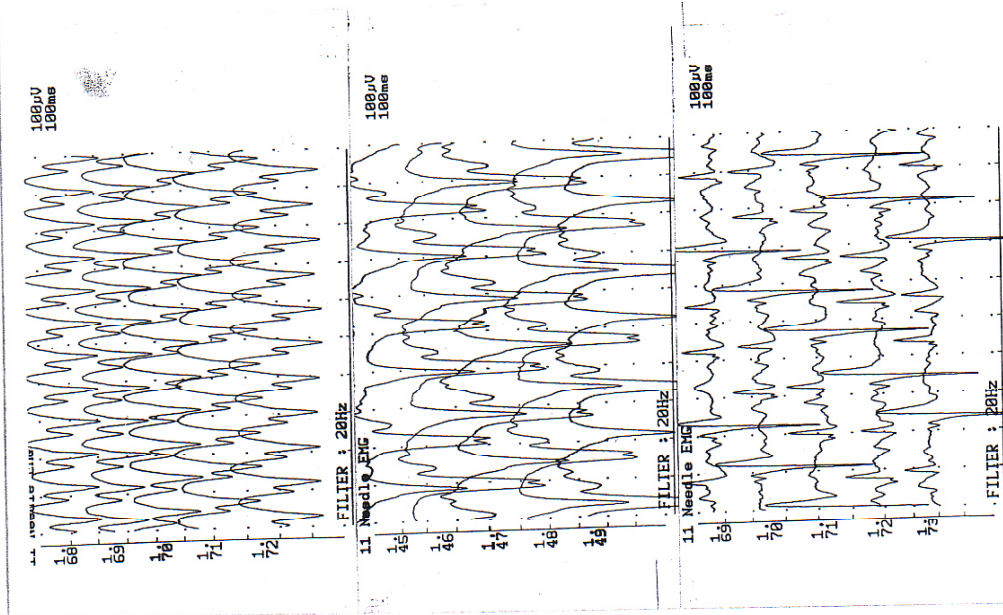 100µV
100ms
1.68
1.69
1.70
1.71
1.72
FILTER ; 20Hz
100µV
100ms
11 Needle EMG
1.45
1.46
1.47
1.48
1.49
FILTER ; 20Hz
100µV
100ms
11 Needle EMG
1.69
1.70
1.71
1.72
1.73
FILTER ; 20Hz